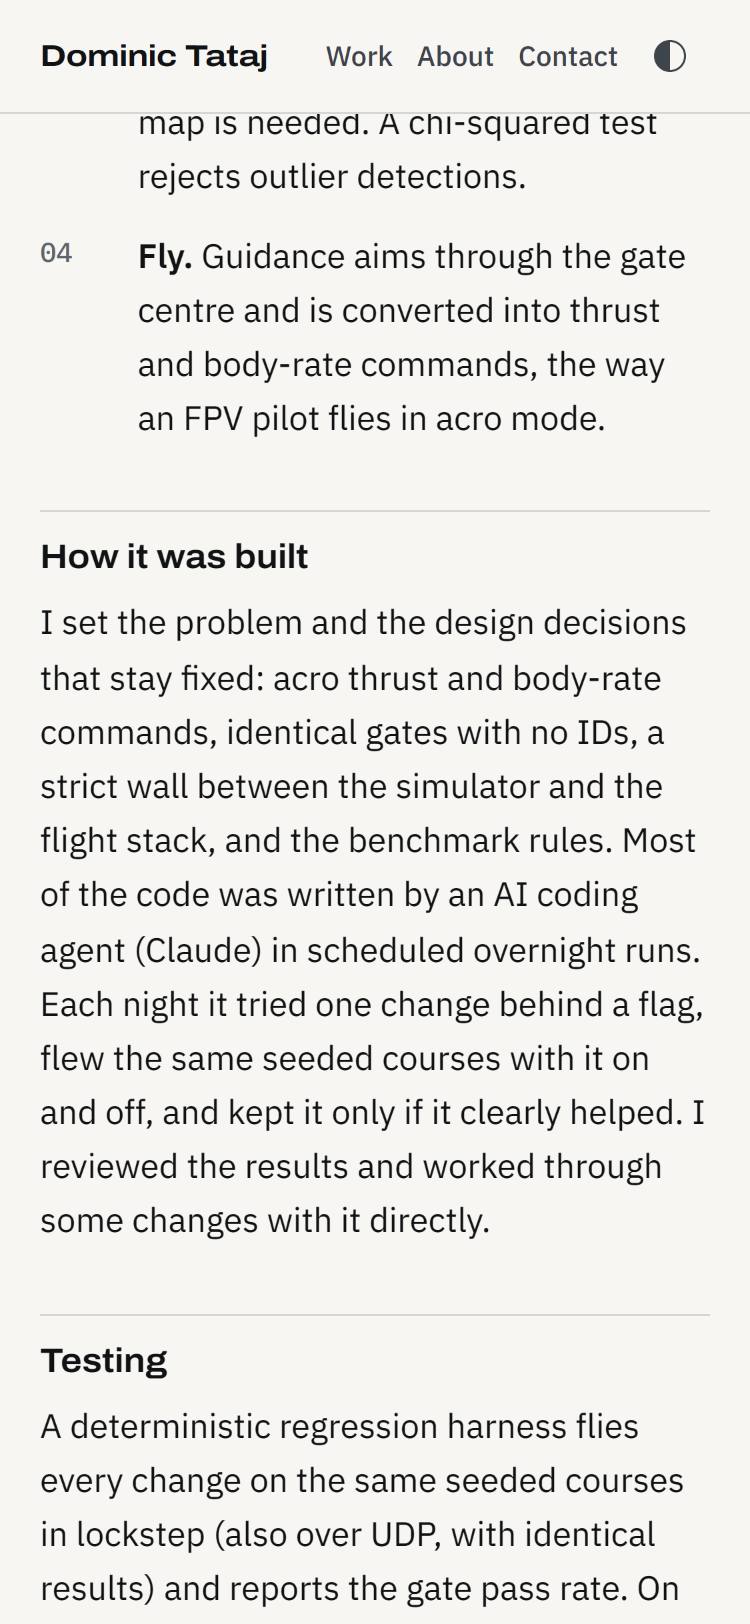 Dominic Tataj Work About Contact
map is needed. A chi-squared test
rejects outlier detections.
04 Fly. Guidance aims through the gate
centre and is converted into thrust
and body-rate commands, the way
an FPV pilot flies in acro mode.
How it was built
I set the problem and the design decisions
that stay fixed: acro thrust and body-rate
commands, identical gates with no IDs, a
strict wall between the simulator and the
flight stack, and the benchmark rules. Most
of the code was written by an AI coding
agent (Claude) in scheduled overnight runs.
Each night it tried one change behind a flag,
flew the same seeded courses with it on
and off, and kept it only if it clearly helped. I
reviewed the results and worked through
some changes with it directly.
Testing
A deterministic regression harness flies
every change on the same seeded courses
in lockstep (also over UDP, with identical
results) and reports the gate pass rate. On